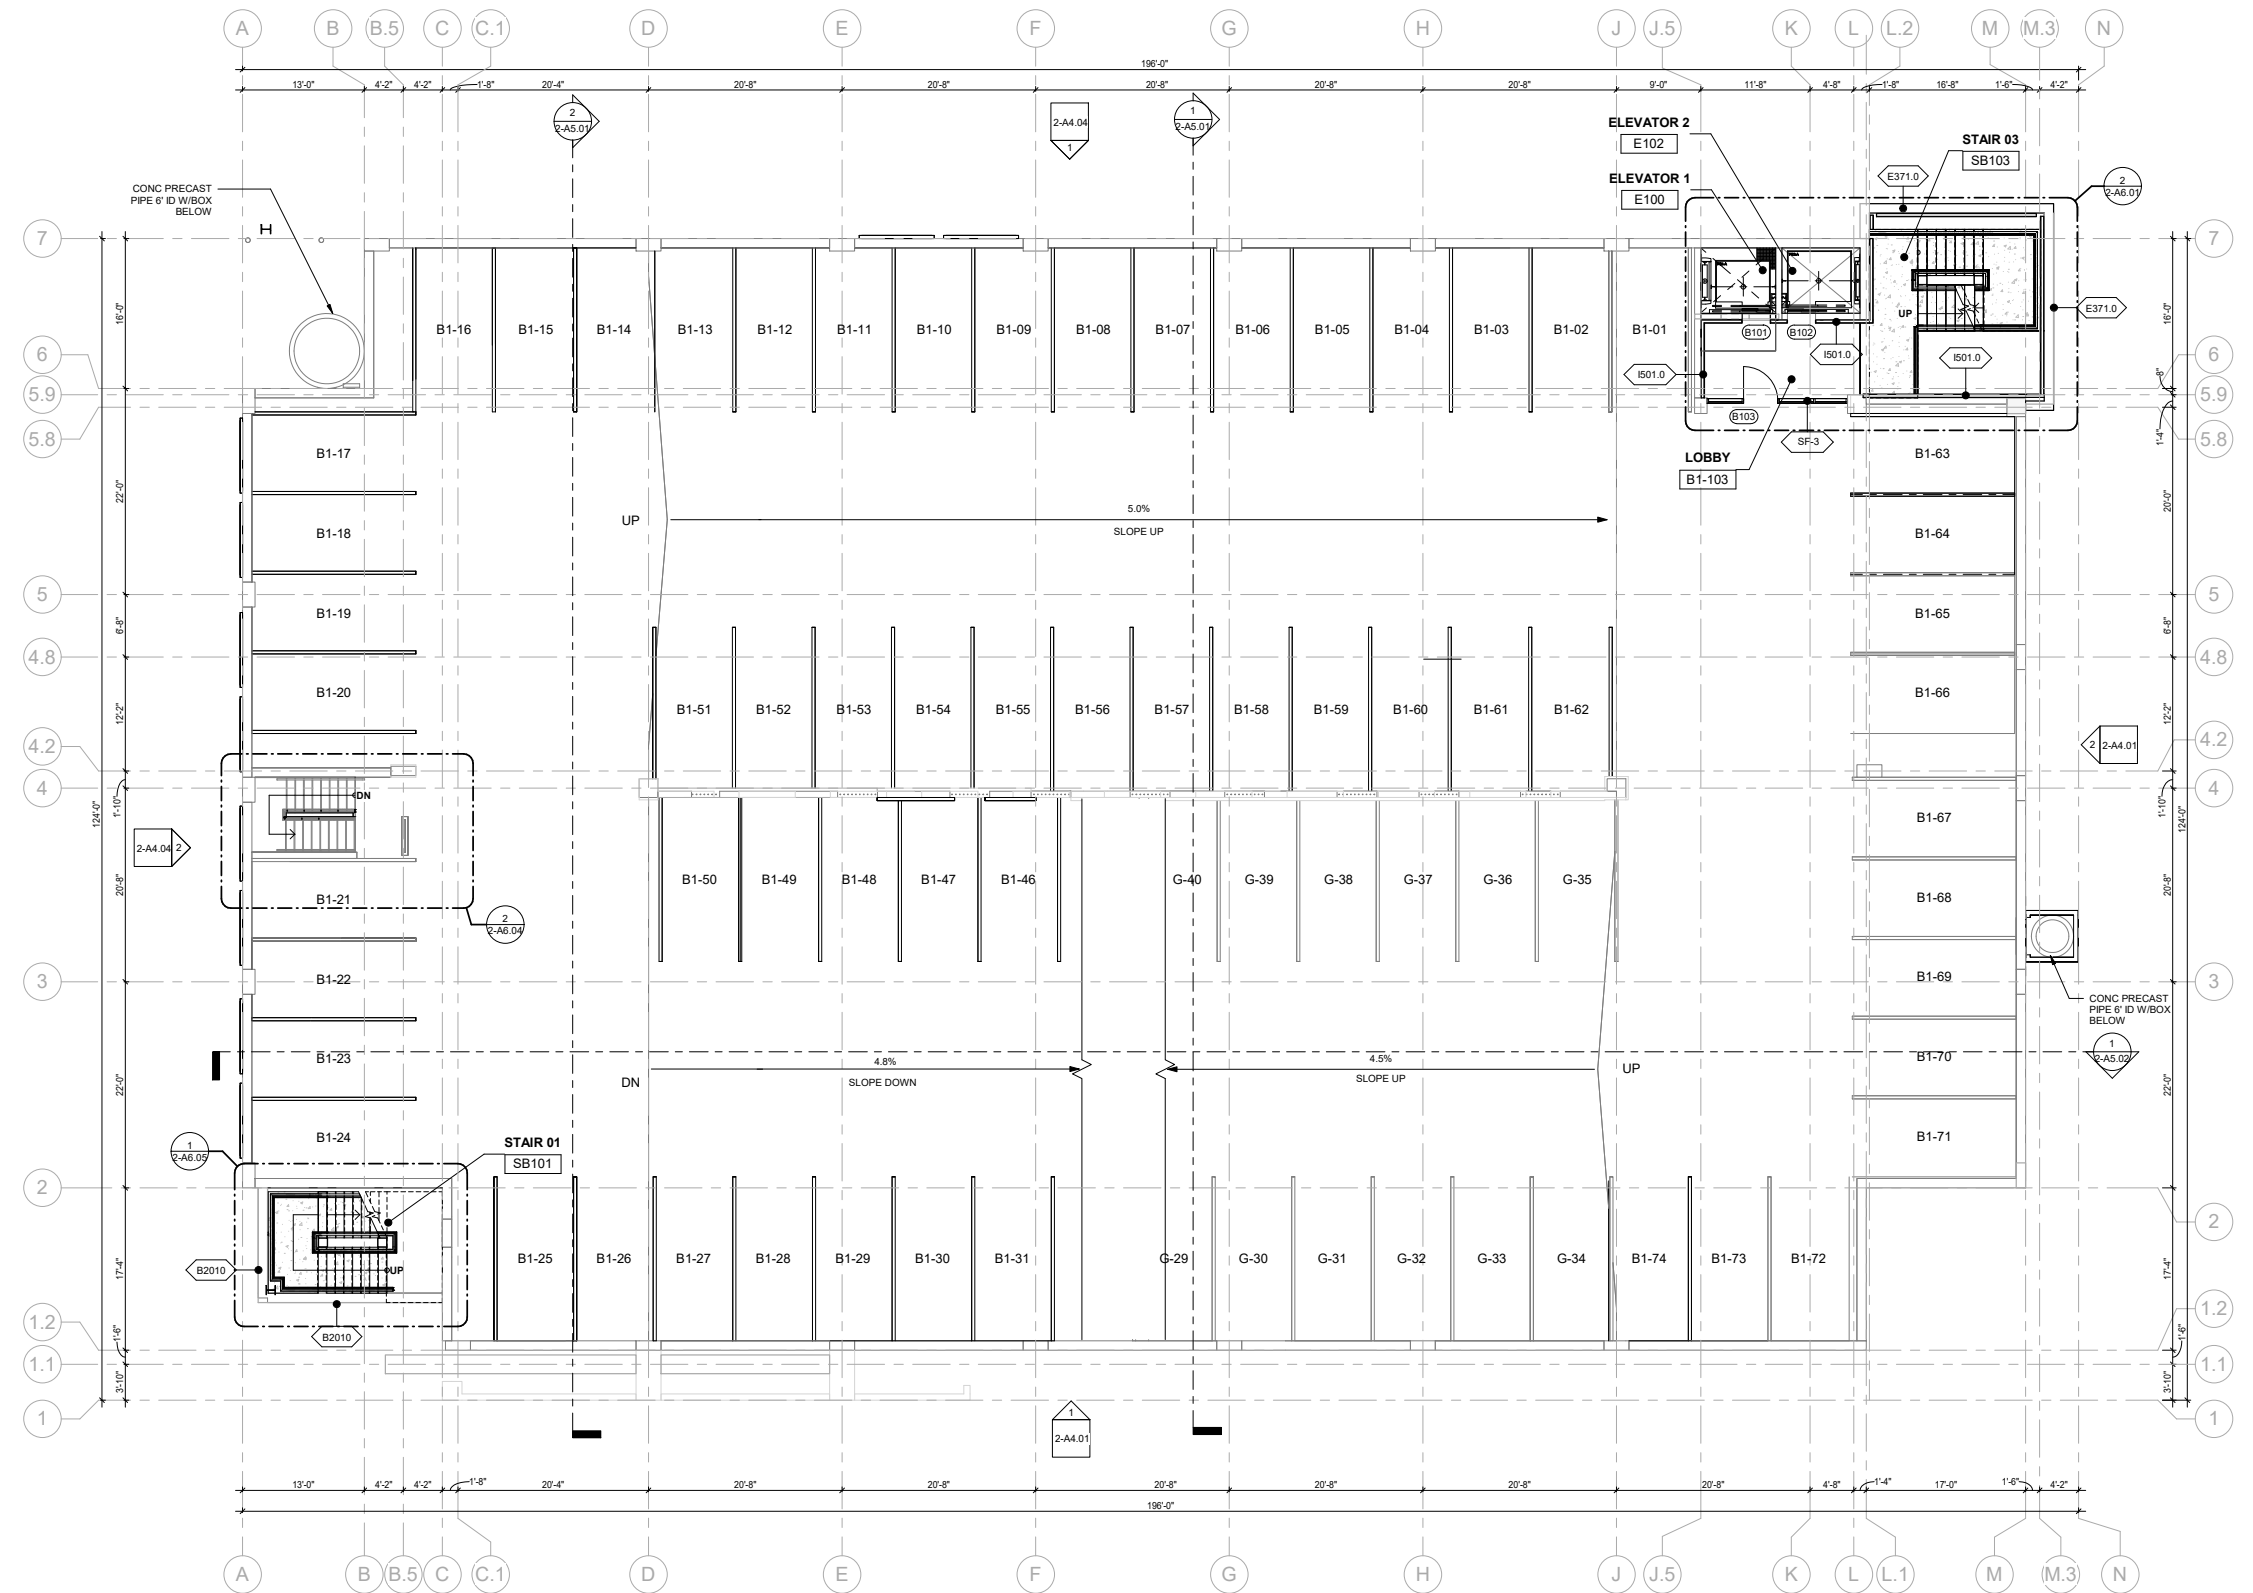 A B B.5 C C.1 D E F G H J J.5 K L L.2 M M.3 N
196'-0"
13'-0" 4'-2" 4'-2" 1'-8" 20'-4" 20'-8" 20'-8" 20'-8" 20'-8" 20'-8" 9'-0" 11'-8" 4'-8" 1'-8" 16'-8" 1'-6" 4'-2"
2
2-A5.01
2-A4.04
1
1
2-A5.01
ELEVATOR 2
E102
ELEVATOR 1
E100
STAIR 03
SB103
E371.0
2
2-A6.01
CONC PRECAST
PIPE 6' ID W/BOX
BELOW
7
7
16'-0"
16'-0"
B1-16 B1-15 B1-14 B1-13 B1-12 B1-11 B1-10 B1-09 B1-08 B1-07 B1-06 B1-05 B1-04 B1-03 B1-02 B1-01
UP
E371.0
B101
B102
I501.0
I501.0
I501.0
6
6
8"
5.9
5.9
B103
SF-3
5.8
5.8
1'-4"
LOBBY
B1-103
B1-17
B1-63
22'-0"
20'-0"
UP
5.0%
SLOPE UP
B1-18
B1-64
5
5
B1-19
B1-65
6'-8"
6'-8"
4.8
4.8
B1-20
B1-66
12'-2"
12'-2"
B1-51 B1-52 B1-53 B1-54 B1-55 B1-56 B1-57 B1-58 B1-59 B1-60 B1-61 B1-62
2
2-A4.01
4.2
4.2
4
4
DN
1'-10"
1'-10"
124'-0"
124'-0"
B1-67
2-A4.04
2
20'-8"
20'-8"
B1-50 B1-49 B1-48 B1-47 B1-46 G-40 G-39 G-38 G-37 G-36 G-35
B1-21
B1-68
2
2-A6.04
3
3
B1-22
B1-69
CONC PRECAST
PIPE 6' ID W/BOX
BELOW
B1-23
B1-70
1
2-A5.02
22'-0"
22'-0"
DN
4.8%
SLOPE DOWN
4.5%
SLOPE UP
UP
B1-24
B1-71
1
2-A6.05
STAIR 01
SB101
2
2
17'-4"
17'-4"
B2010
UP
B2010
B1-25 B1-26 B1-27 B1-28 B1-29 B1-30 B1-31 G-29 G-30 G-31 G-32 G-33 G-34 B1-74 B1-73 B1-72
1.2
1.2
1'-6"
1'-6"
1.1
1.1
3'-10"
3'-10"
1
1
1
2-A4.01
13'-0" 4'-2" 4'-2" 1'-8" 20'-4" 20'-8" 20'-8" 20'-8" 20'-8" 20'-8" 20'-8" 4'-8" 1'-4" 17'-0" 1'-6" 4'-2"
196'-0"
A B B.5 C C.1 D E F G H J J.5 K L L.1 M M.3 N